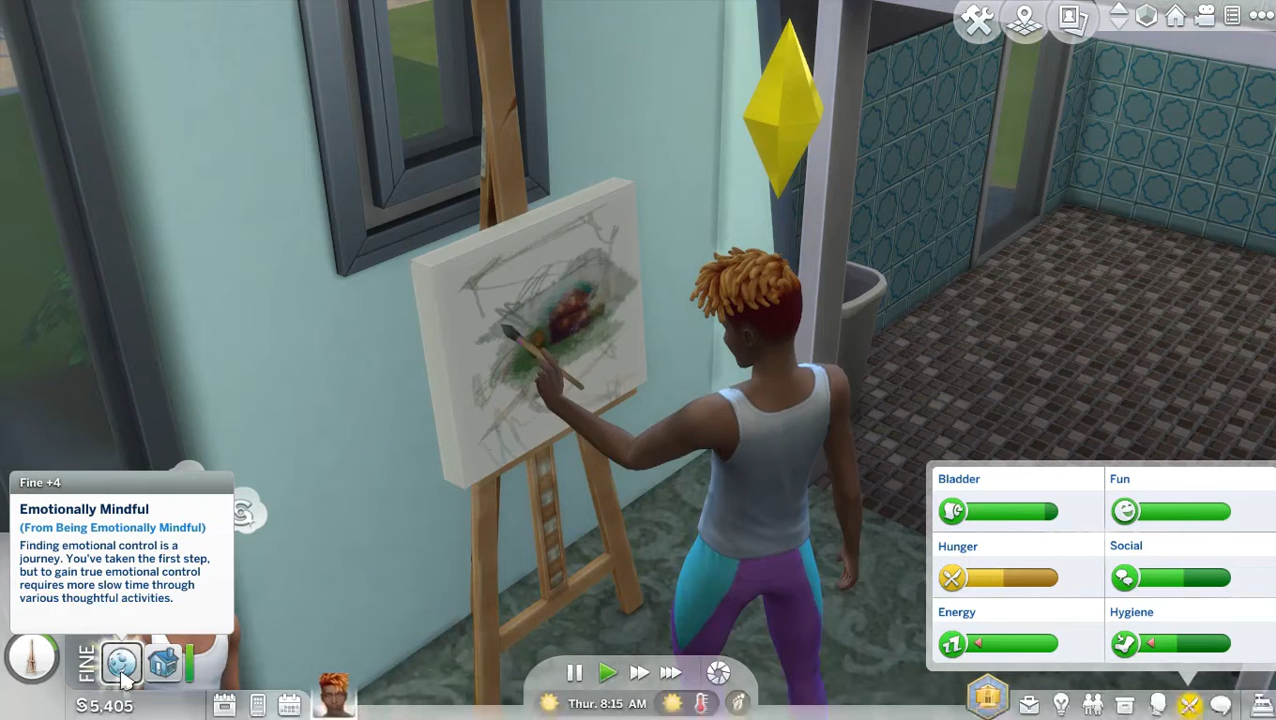 Fine +4
Emotionally Mindful
(From Being Emotionally Mindful)
Finding emotional control is a
journey. You've taken the first step,
but to gain true emotional control
requires more slow time through
various thoughtful activities.
FINE
§5,405
Thur. 8:15 AM
Bladder
Fun
Hunger
Social
Energy
Hygiene